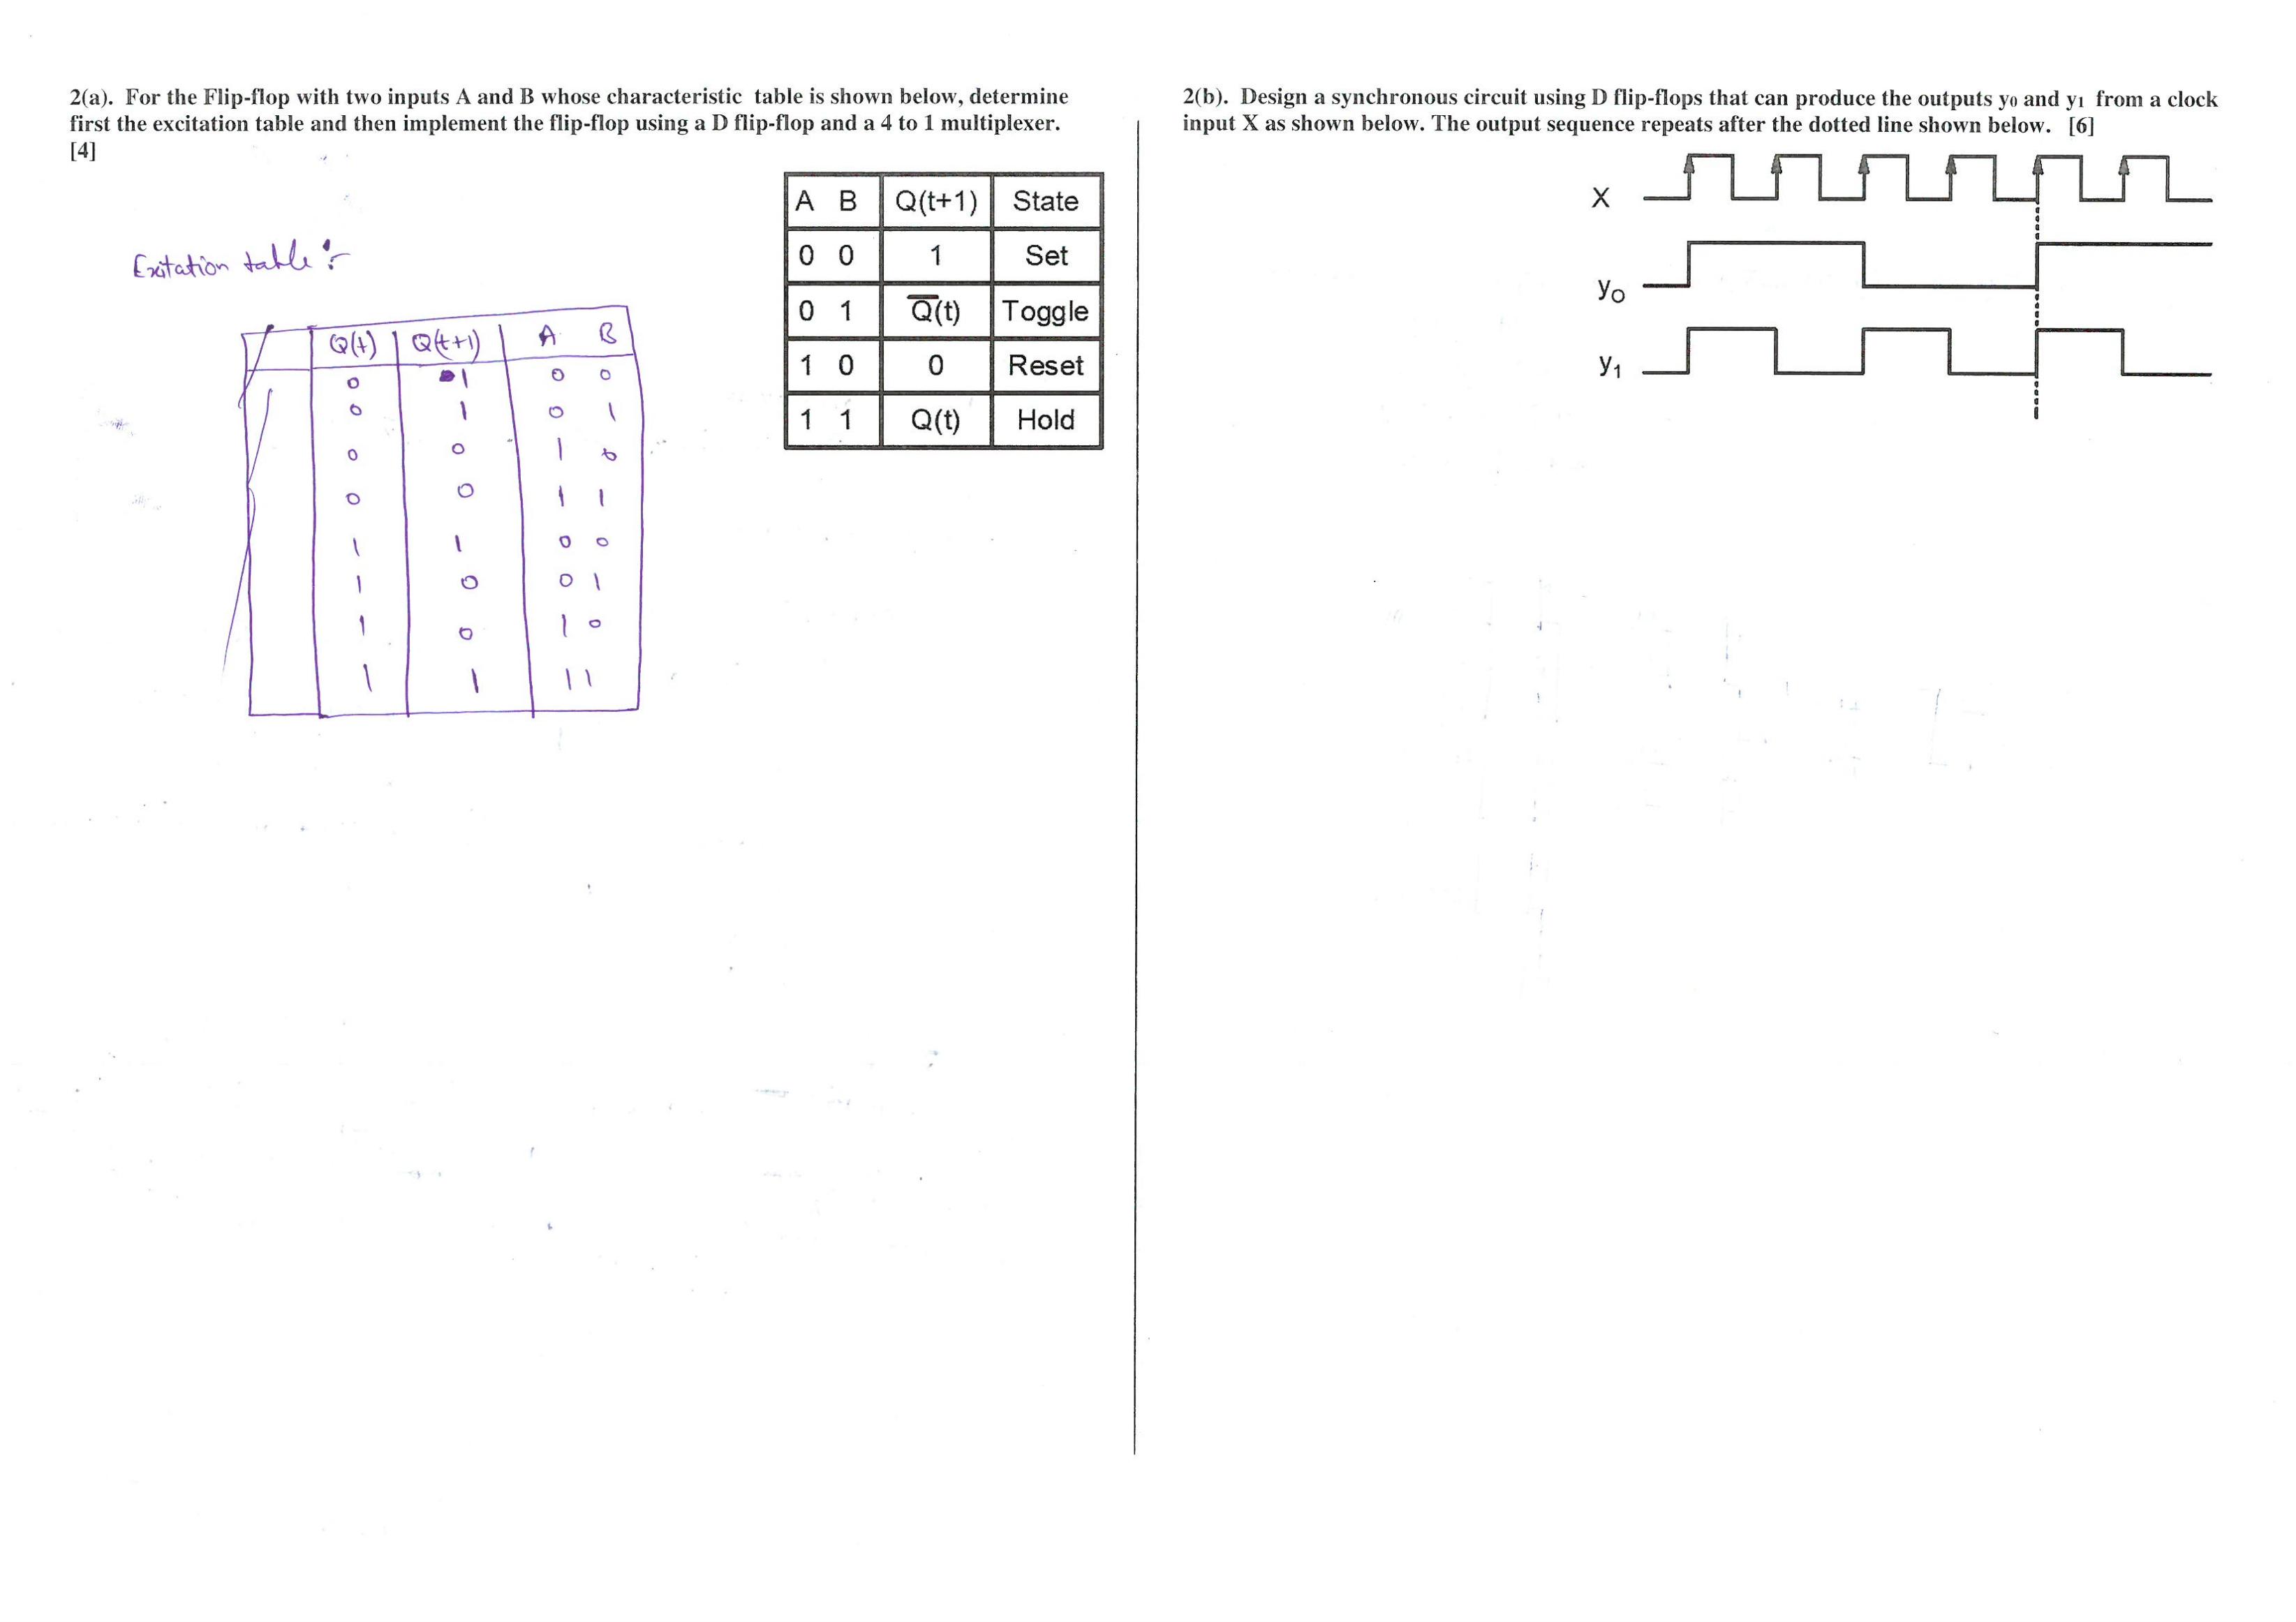 2(a). For the Flip-flop with two inputs A and B whose characteristic table is shown below, determine
first the excitation table and then implement the flip-flop using a D flip-flop and a 4 to 1 multiplexer.
[4]
A B Q(t+1) State
0 0 1 Set
0 1 Q̅(t) Toggle
1 0 0 Reset
1 1 Q(t) Hold
Exitation table :-
Q(t) Q(t+1) A B
0 1 0 0
0 1 0 1
0 0 1 0
0 0 1 1
1 1 0 0
1 0 0 1
1 0 1 0
1 1 1 1
2(b). Design a synchronous circuit using D flip-flops that can produce the outputs y₀ and y₁ from a clock
input X as shown below. The output sequence repeats after the dotted line shown below. [6]
X
y₀
y₁